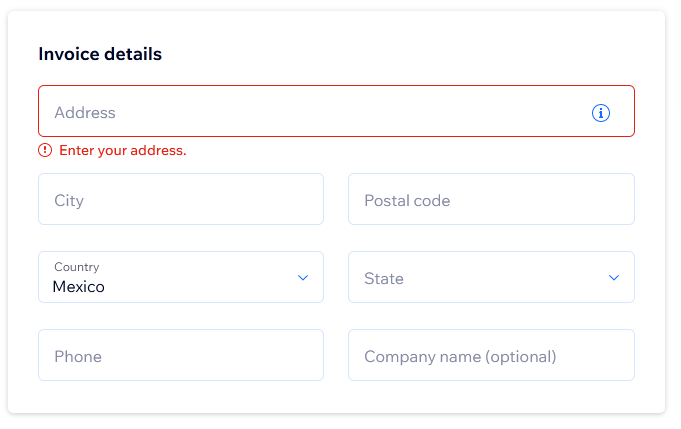 Invoice details
Address
Enter your address.
City
Postal code
Country
Mexico
State
Phone
Company name (optional)